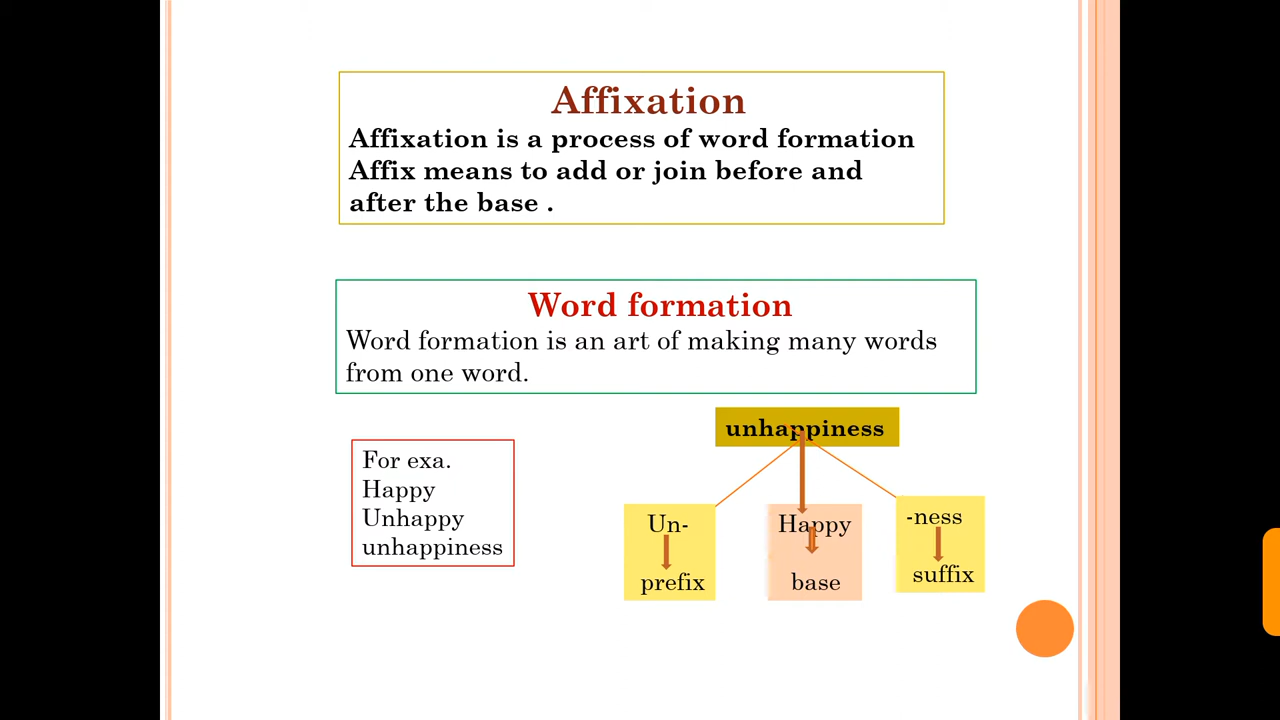 Affixation
Affixation is a process of word formation
Affix means to add or join before and
after the base .
Word formation
Word formation is an art of making many words
from one word.
For exa.
Happy
Unhappy
unhappiness
unhappiness
Un-
prefix
Happy
base
-ness
suffix